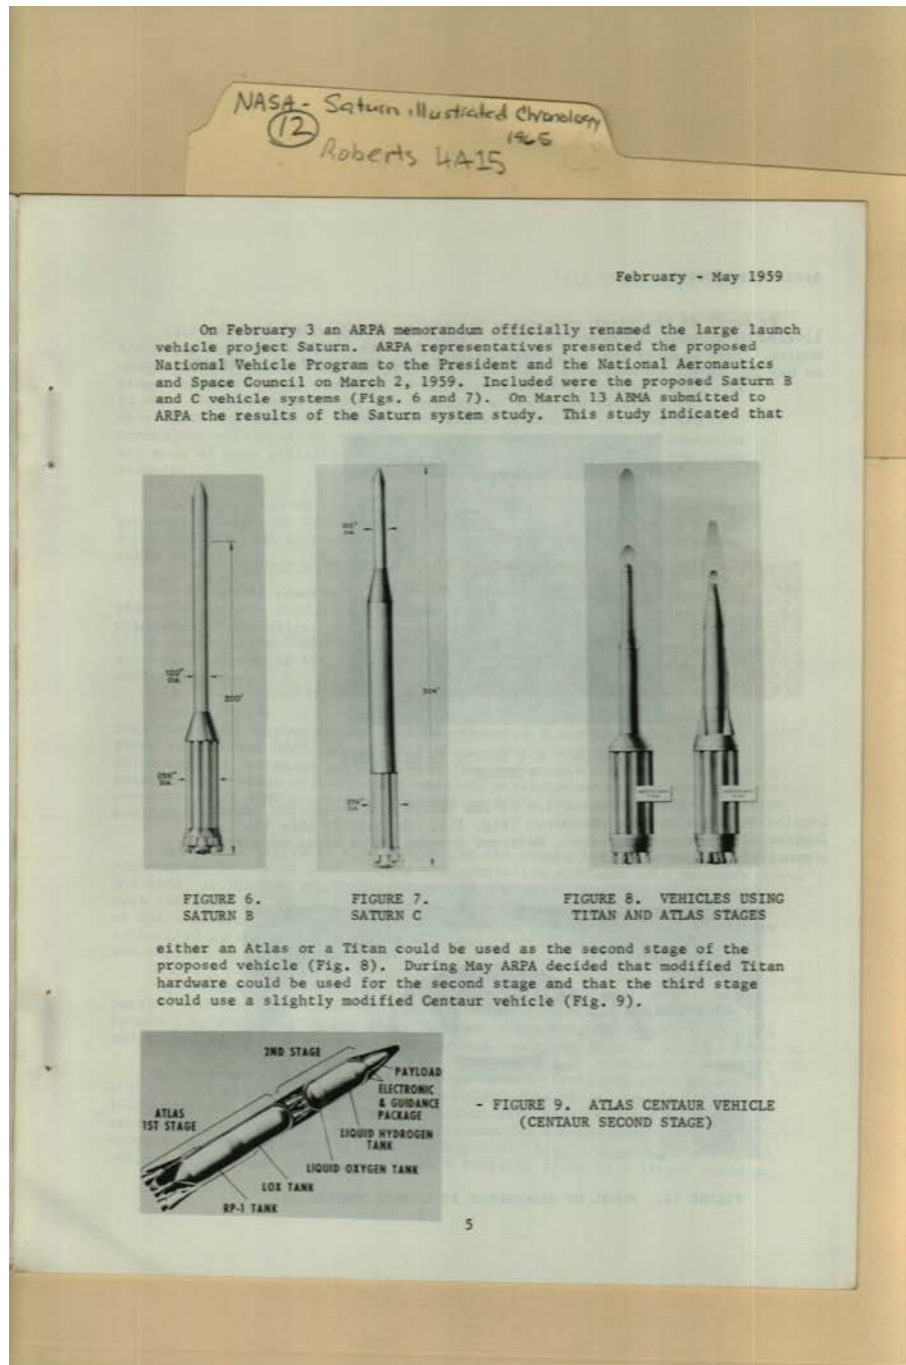 NASA - Saturn illustrated Chronology
12
1965
Roberts 4A15
February - May 1959
On February 3 an ARPA memorandum officially renamed the large launch
vehicle project Saturn. ARPA representatives presented the proposed
National Vehicle Program to the President and the National Aeronautics
and Space Council on March 2, 1959. Included were the proposed Saturn B
and C vehicle systems (Figs. 6 and 7). On March 13 ABMA submitted to
ARPA the results of the Saturn system study. This study indicated that
120"
DIA.
200'
256"
DIA.
120"
DIA.
304'
FIGURE 6.
SATURN B
FIGURE 7.
SATURN C
FIGURE 8. VEHICLES USING
TITAN AND ATLAS STAGES
either an Atlas or a Titan could be used as the second stage of the
proposed vehicle (Fig. 8). During May ARPA decided that modified Titan
hardware could be used for the second stage and that the third stage
could use a slightly modified Centaur vehicle (Fig. 9).
2ND STAGE
PAYLOAD
ELECTRONIC
& GUIDANCE
PACKAGE
ATLAS
1ST STAGE
LIQUID HYDROGEN
TANK
LIQUID OXYGEN TANK
LOX TANK
RP-1 TANK
- FIGURE 9. ATLAS CENTAUR VEHICLE
(CENTAUR SECOND STAGE)
5